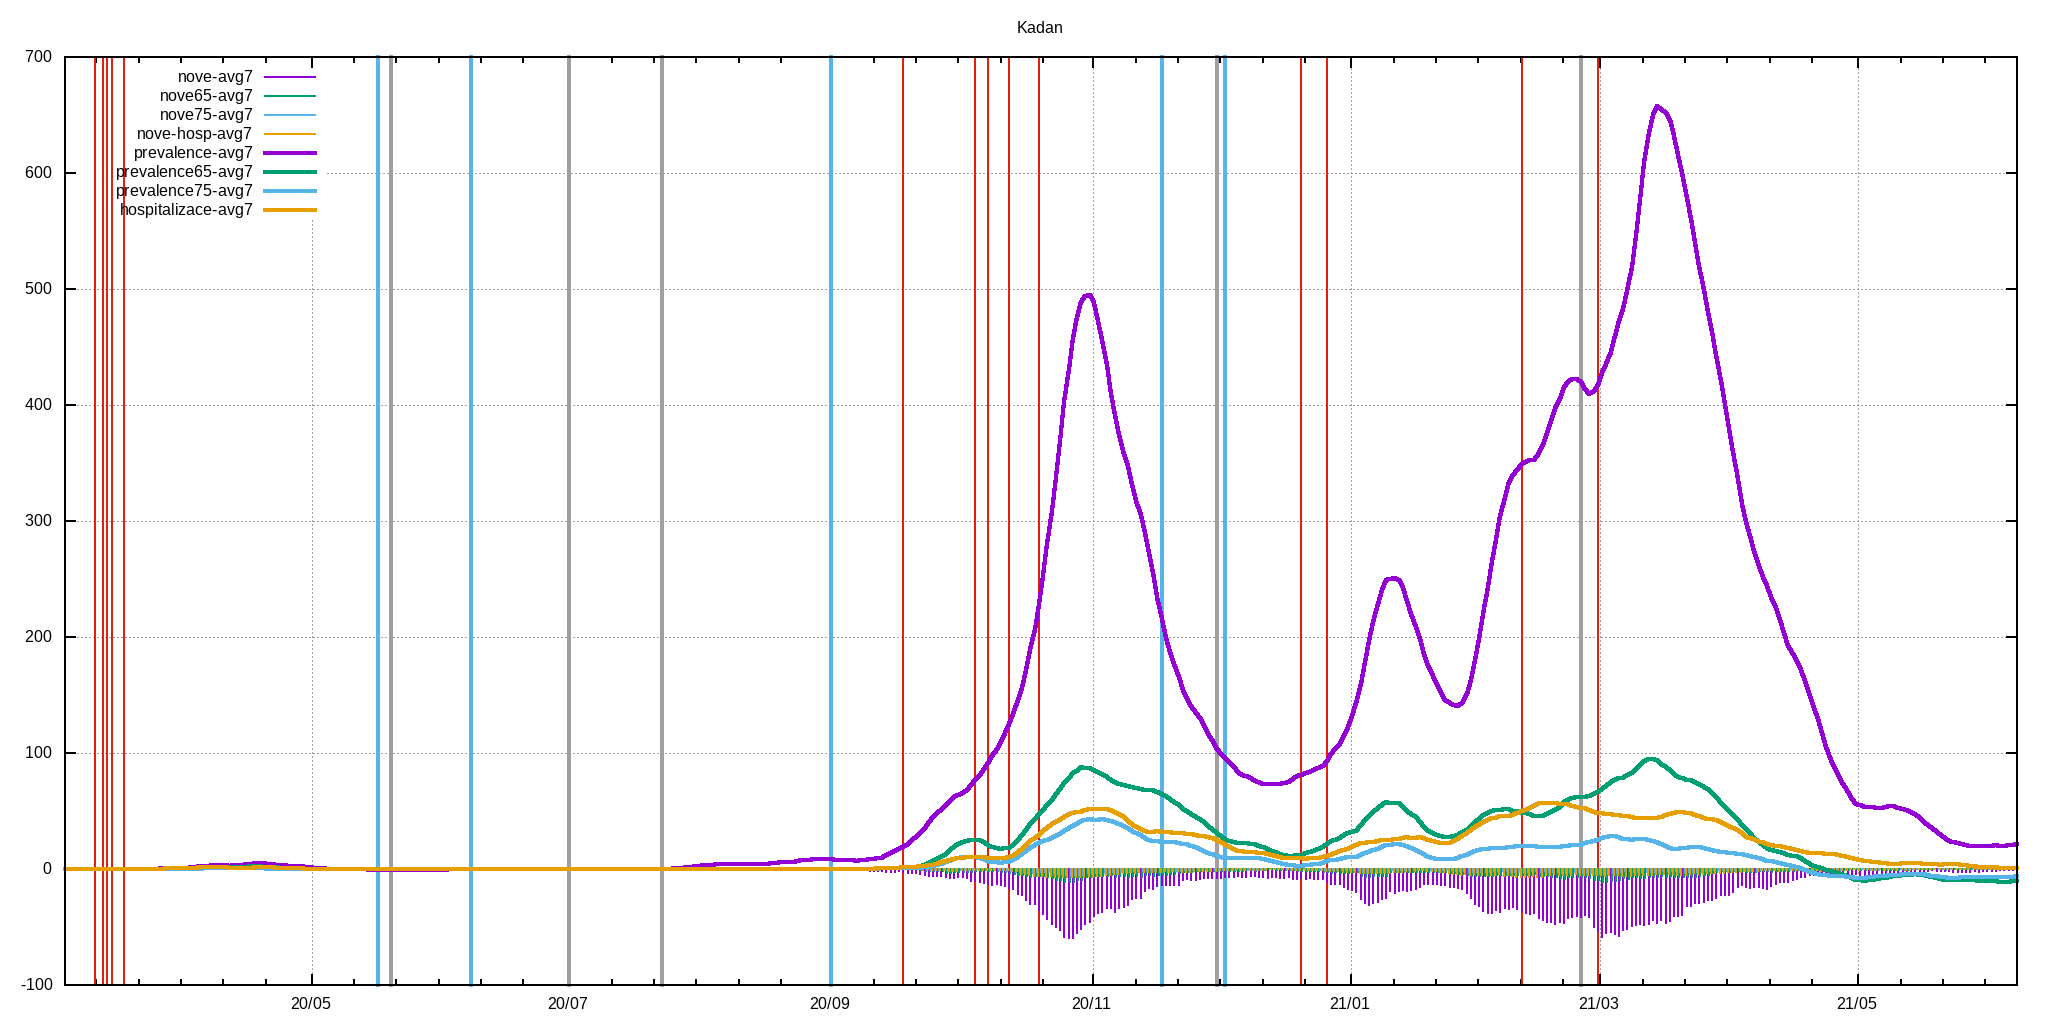 Kadan
700
600
500
400
300
200
100
0
-100
nove-avg7
nove65-avg7
nove75-avg7
nove-hosp-avg7
prevalence-avg7
prevalence65-avg7
prevalence75-avg7
hospitalizace-avg7
20/05 20/07 20/09 20/11 21/01 21/03 21/05